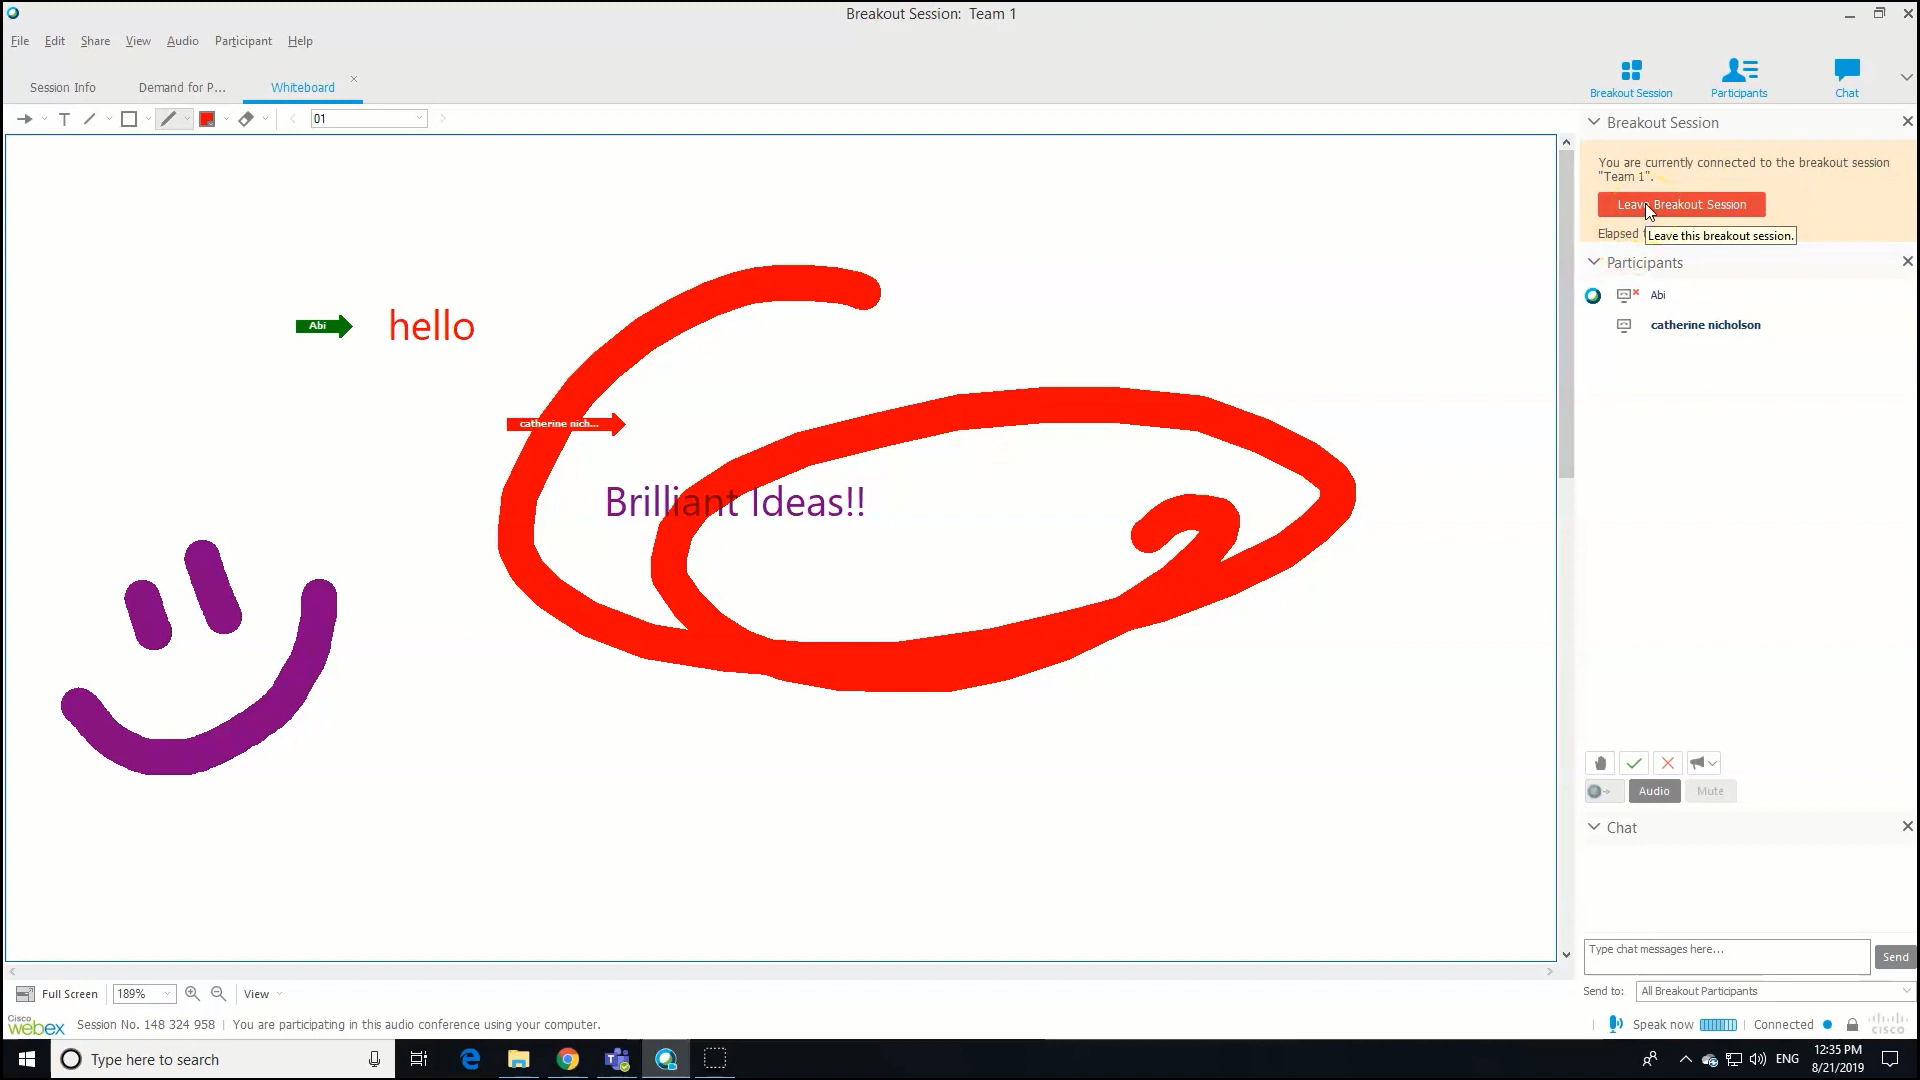 Breakout Session: Team 1
File Edit Share View Audio Participant Help
Session Info Demand for P... Whiteboard
Breakout Session Participants Chat
T 01
Breakout Session
You are currently connected to the breakout session
"Team 1".
Leave Breakout Session
Elapsed
Leave this breakout session.
Participants
Abi
catherine nicholson
Abi
hello
catherine nich...
Brilliant Ideas!!
Audio Mute
Chat
Type chat messages here...
Send
Send to: All Breakout Participants
Full Screen 189% View
Cisco webex Session No. 148 324 958 You are participating in this audio conference using your computer.
Speak now Connected
CISCO
Type here to search
ENG
12:35 PM
8/21/2019